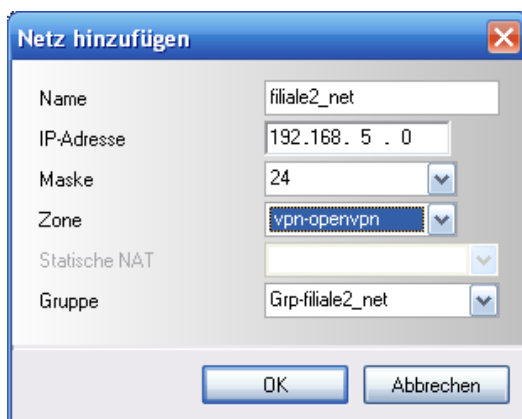 Netz hinzufügen
Name filiale2_net
IP-Adresse 192.168. 5 . 0
Maske 24
Zone vpn-openvpn
Statische NAT
Gruppe Grp-filiale2_net
OK Abbrechen